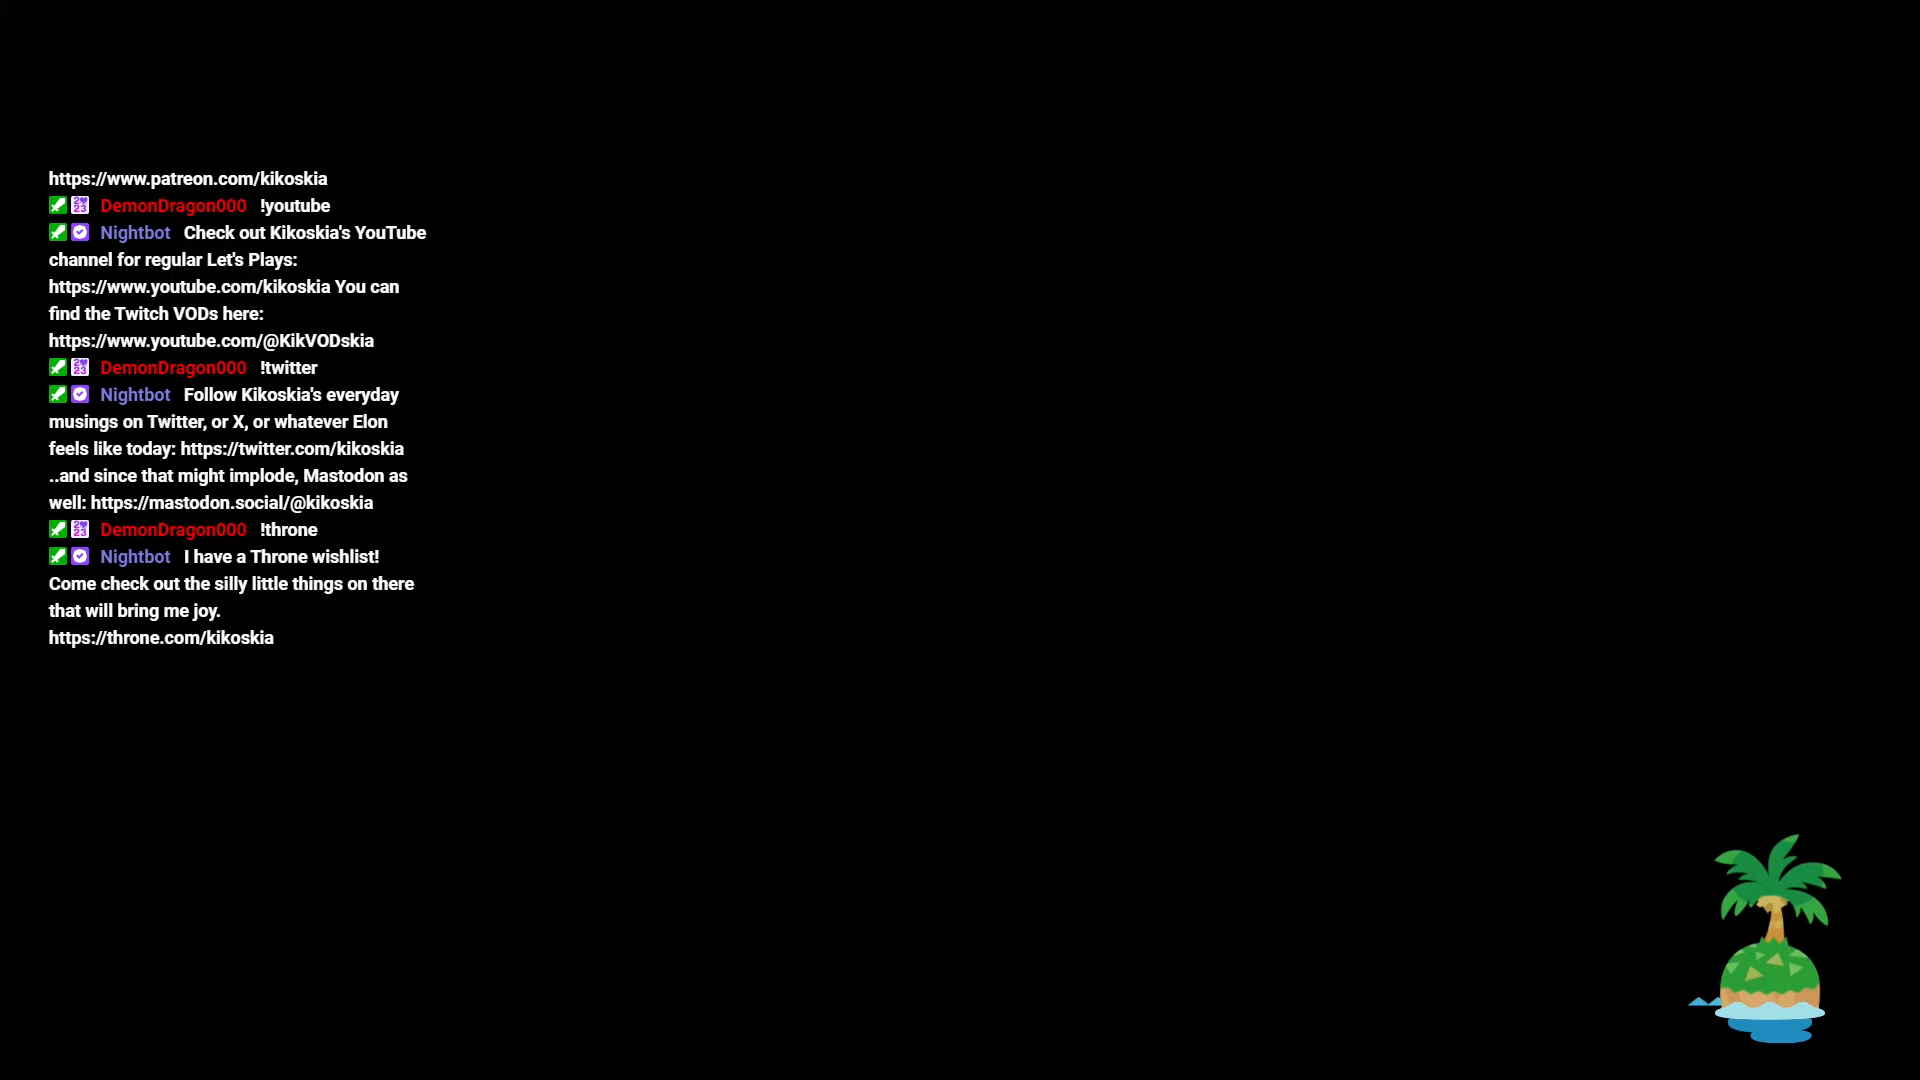 https://www.patreon.com/kikoskia
DemonDragon000 !youtube
Nightbot Check out Kikoskia's YouTube
channel for regular Let's Plays:
https://www.youtube.com/kikoskia You can
find the Twitch VODs here:
https://www.youtube.com/@KikVODskia
DemonDragon000 !twitter
Nightbot Follow Kikoskia's everyday
musings on Twitter, or X, or whatever Elon
feels like today: https://twitter.com/kikoskia
..and since that might implode, Mastodon as
well: https://mastodon.social/@kikoskia
DemonDragon000 !throne
Nightbot I have a Throne wishlist!
Come check out the silly little things on there
that will bring me joy.
https://throne.com/kikoskia